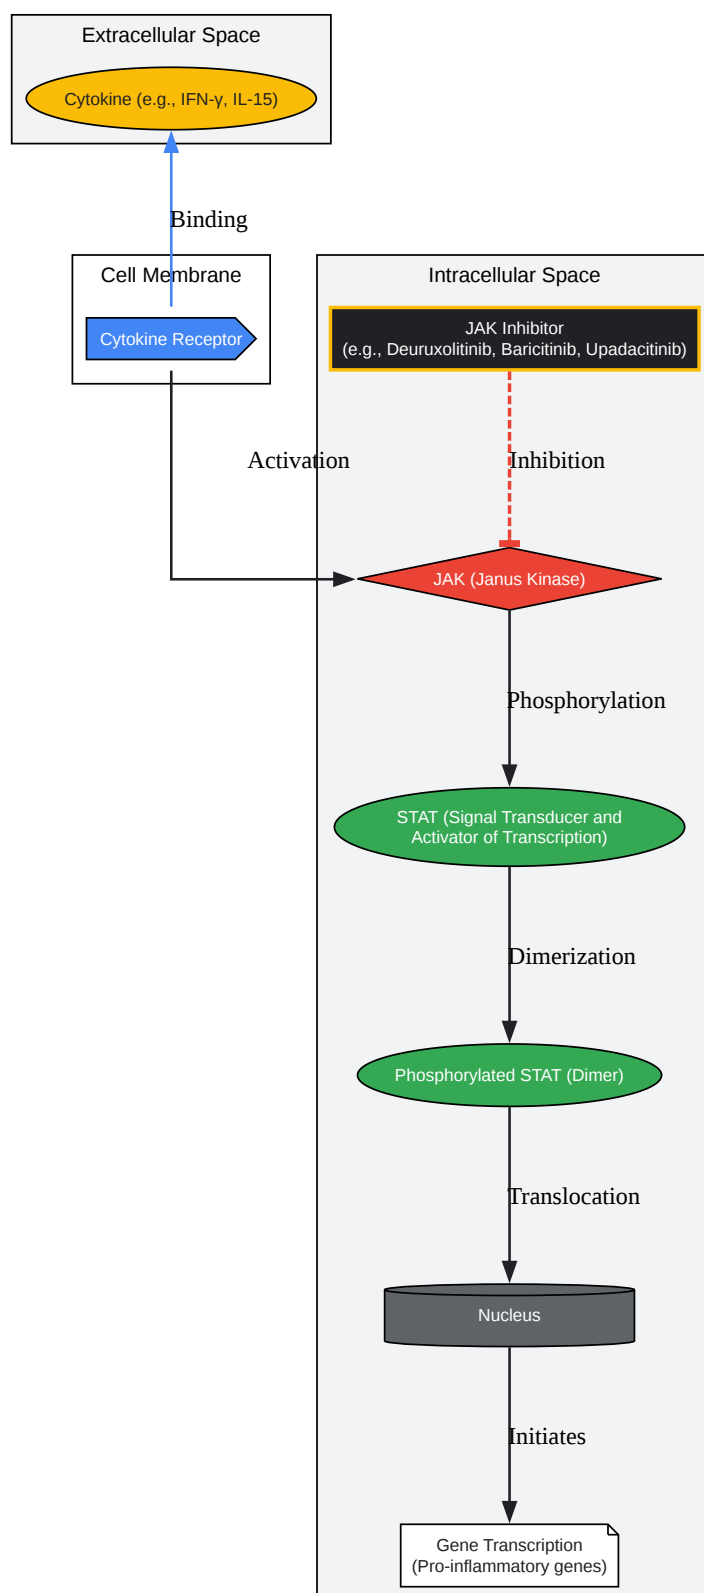 Extracellular Space
Cytokine (e.g., IFN-γ, IL-15)
Binding
Cell Membrane
Cytokine Receptor
Intracellular Space
JAK Inhibitor
(e.g., Deuruxolitinib, Baricitinib, Upadacitinib)
Activation
Inhibition
JAK (Janus Kinase)
Phosphorylation
STAT (Signal Transducer and
Activator of Transcription)
Dimerization
Phosphorylated STAT (Dimer)
Translocation
Nucleus
Initiates
Gene Transcription
(Pro-inflammatory genes)